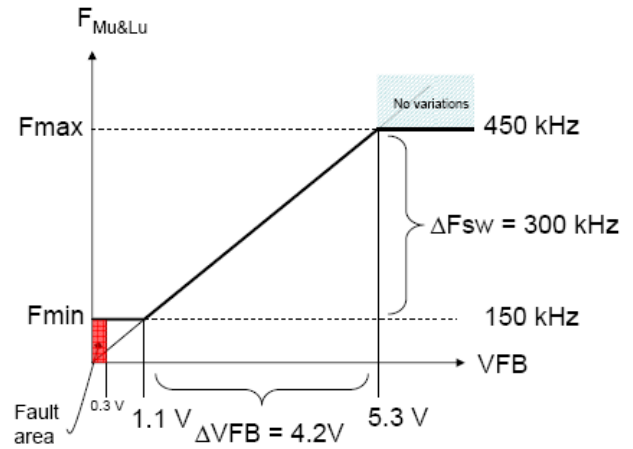 F Mu&Lu
No variations
Fmax
450 kHz
ΔFsw = 300 kHz
Fmin
150 kHz
VFB
0.3 V
1.1 V
5.3 V
ΔVFB = 4.2V
Fault
area